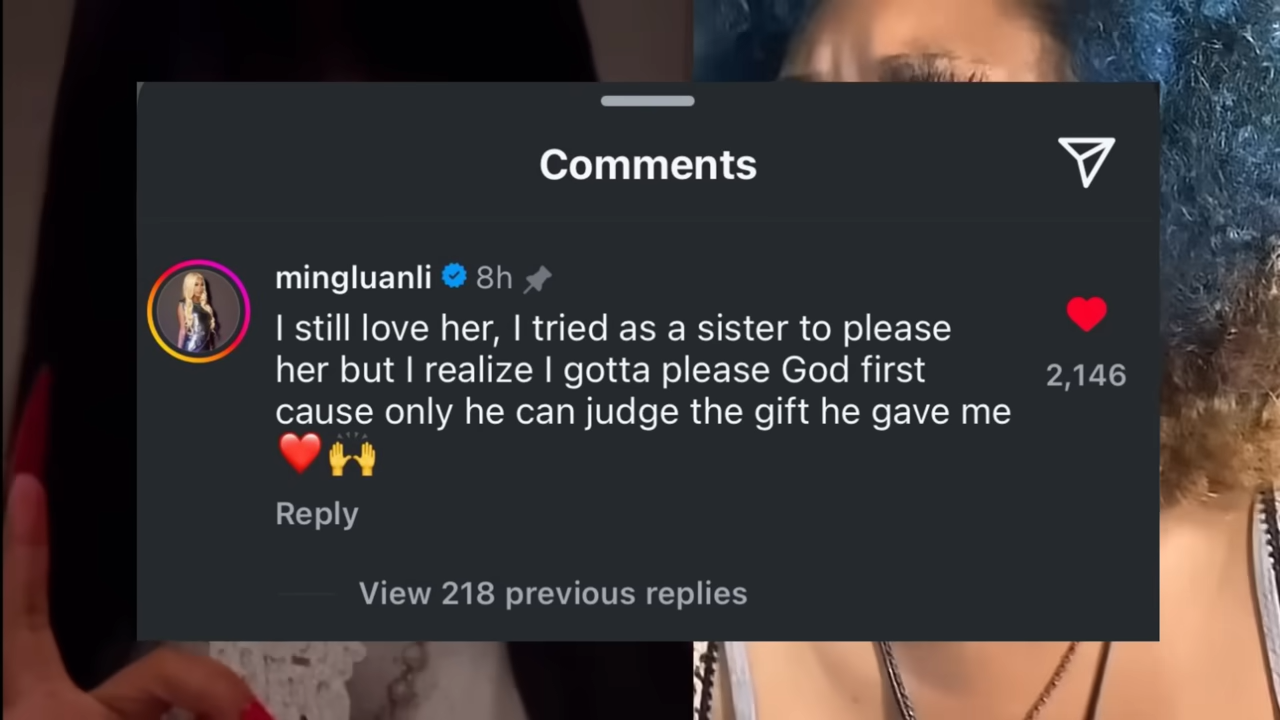 Comments
mingluanli 8h
I still love her, I tried as a sister to please
her but I realize I gotta please God first
cause only he can judge the gift he gave me
❤️🙌
2,146
Reply
View 218 previous replies